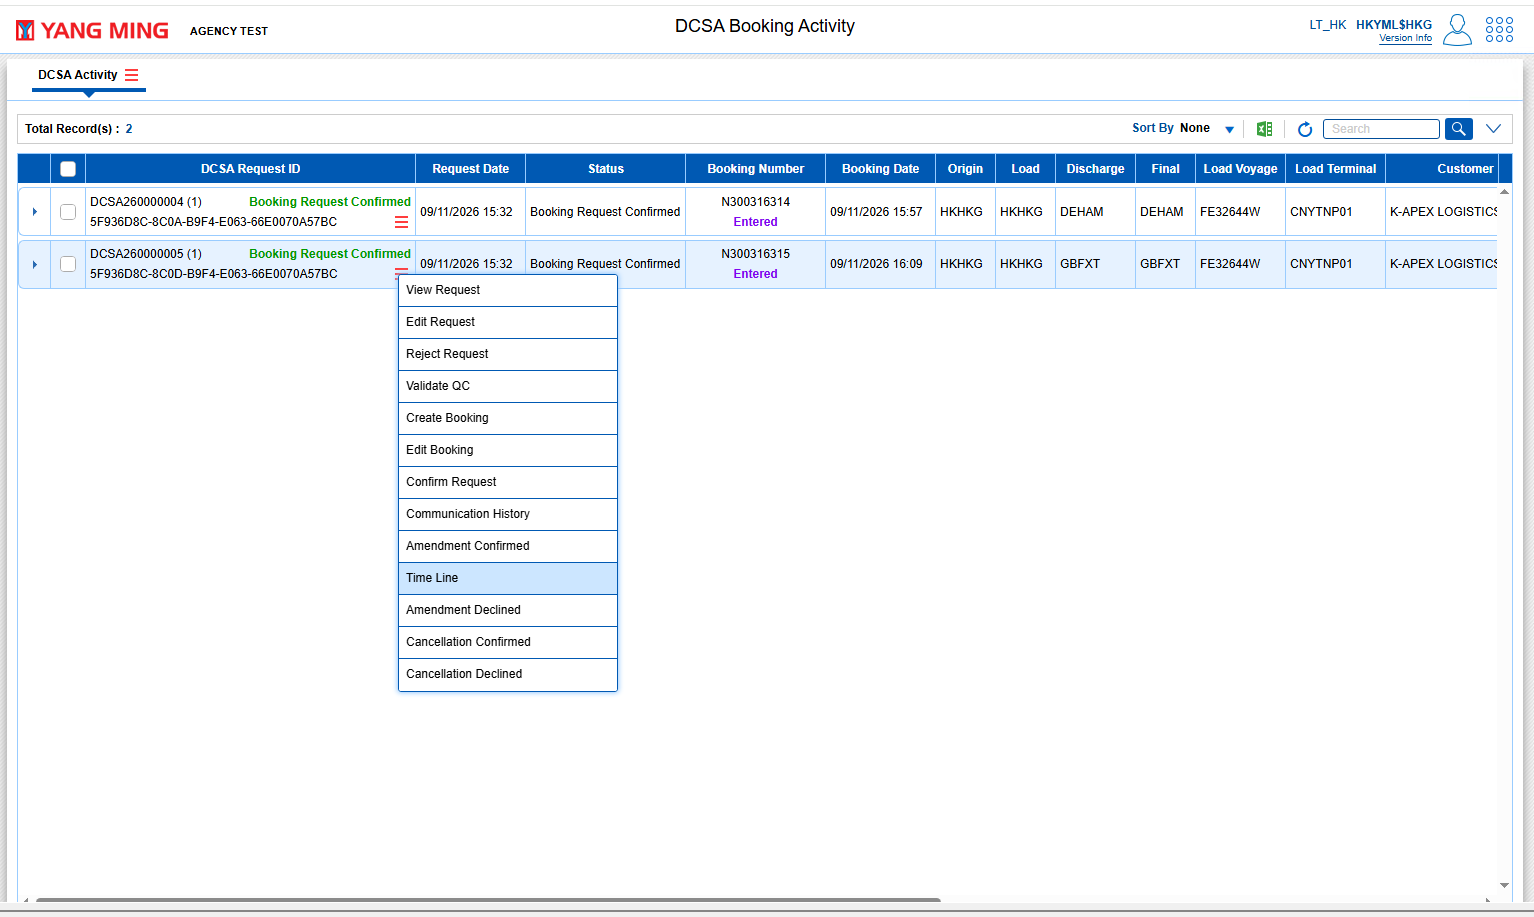 YANG MING AGENCY TEST
DCSA Booking Activity
LT_HK HKYML$HKG
Version Info
DCSA Activity
Total Record(s) : 2
Sort By None
Search
DCSA Request ID Request Date Status Booking Number Booking Date Origin Load Discharge Final Load Voyage Load Terminal Customer
DCSA260000004 (1) Booking Request Confirmed
5F936D8C-8C0A-B9F4-E063-66E0070A57BC
09/11/2026 15:32 Booking Request Confirmed
N300316314
Entered
09/11/2026 15:57 HKHKG HKHKG DEHAM DEHAM FE32644W CNYTNP01 K-APEX LOGISTICS
DCSA260000005 (1) Booking Request Confirmed
5F936D8C-8C0D-B9F4-E063-66E0070A57BC
09/11/2026 15:32 Booking Request Confirmed
N300316315
Entered
09/11/2026 16:09 HKHKG HKHKG GBFXT GBFXT FE32644W CNYTNP01 K-APEX LOGISTICS
View Request
Edit Request
Reject Request
Validate QC
Create Booking
Edit Booking
Confirm Request
Communication History
Amendment Confirmed
Time Line
Amendment Declined
Cancellation Confirmed
Cancellation Declined